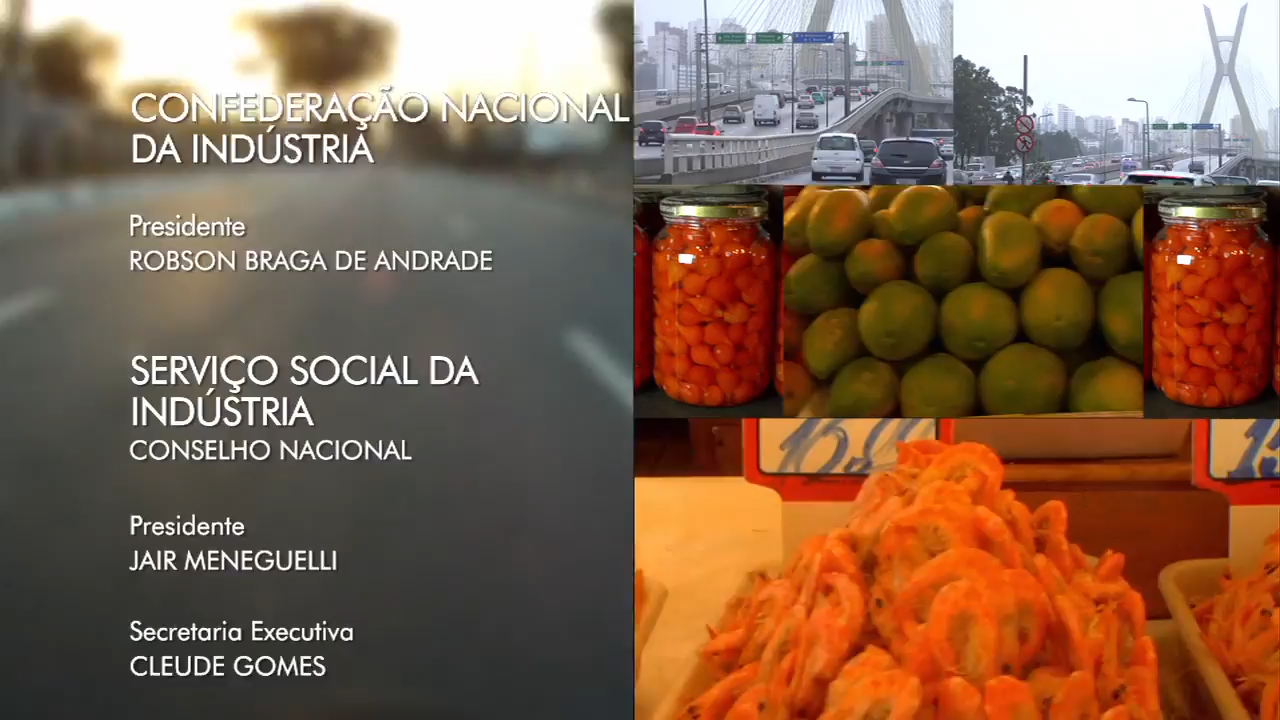 CONFEDERAÇÃO NACIONAL
DA INDÚSTRIA
Presidente
ROBSON BRAGA DE ANDRADE
SERVIÇO SOCIAL DA
INDÚSTRIA
CONSELHO NACIONAL
Presidente
JAIR MENEGUELLI
Secretaria Executiva
CLEUDE GOMES